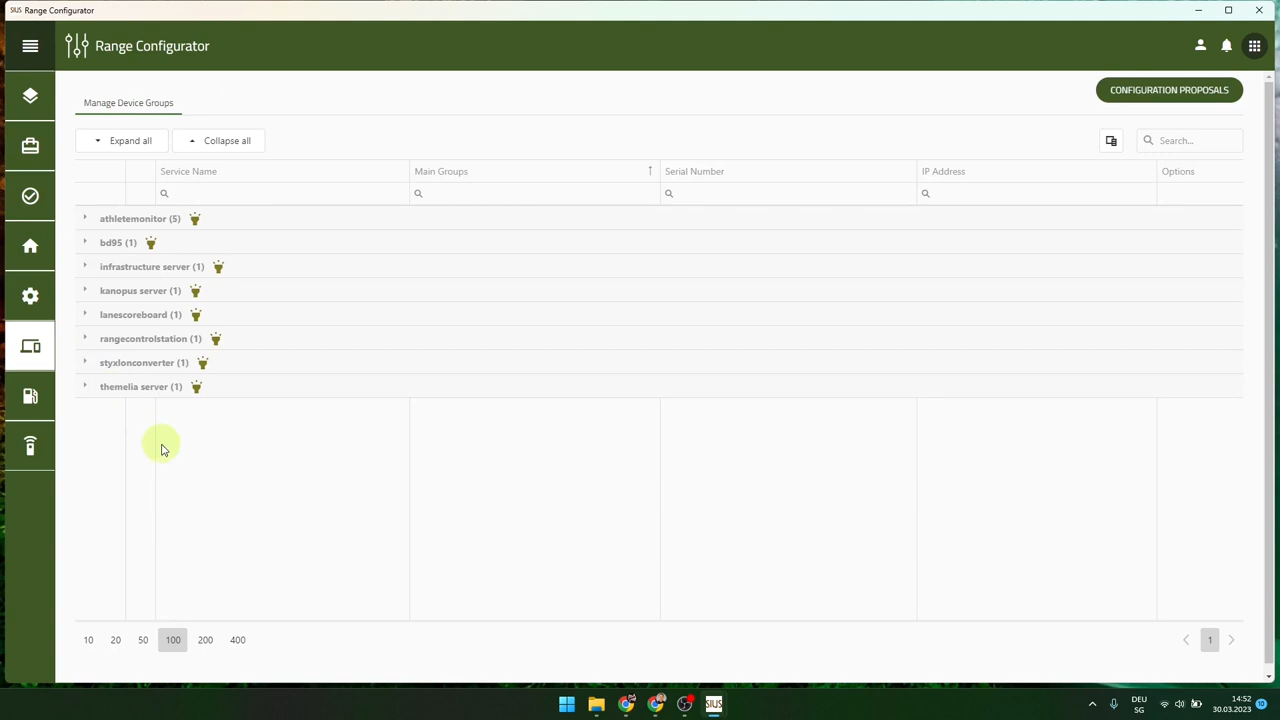 SIUS Range Configurator
Range Configurator
CONFIGURATION PROPOSALS
Manage Device Groups
Expand all
Collapse all
Search...
Service Name
Main Groups
Serial Number
IP Address
Options
athletemonitor (5)
bd95 (1)
infrastructure server (1)
kanopus server (1)
lanescoreboard (1)
rangecontrolstation (1)
styxlonconverter (1)
themelia server (1)
10 20 50 100 200 400
1
SIUS
DEU
SG
14:52
30.03.2023
10